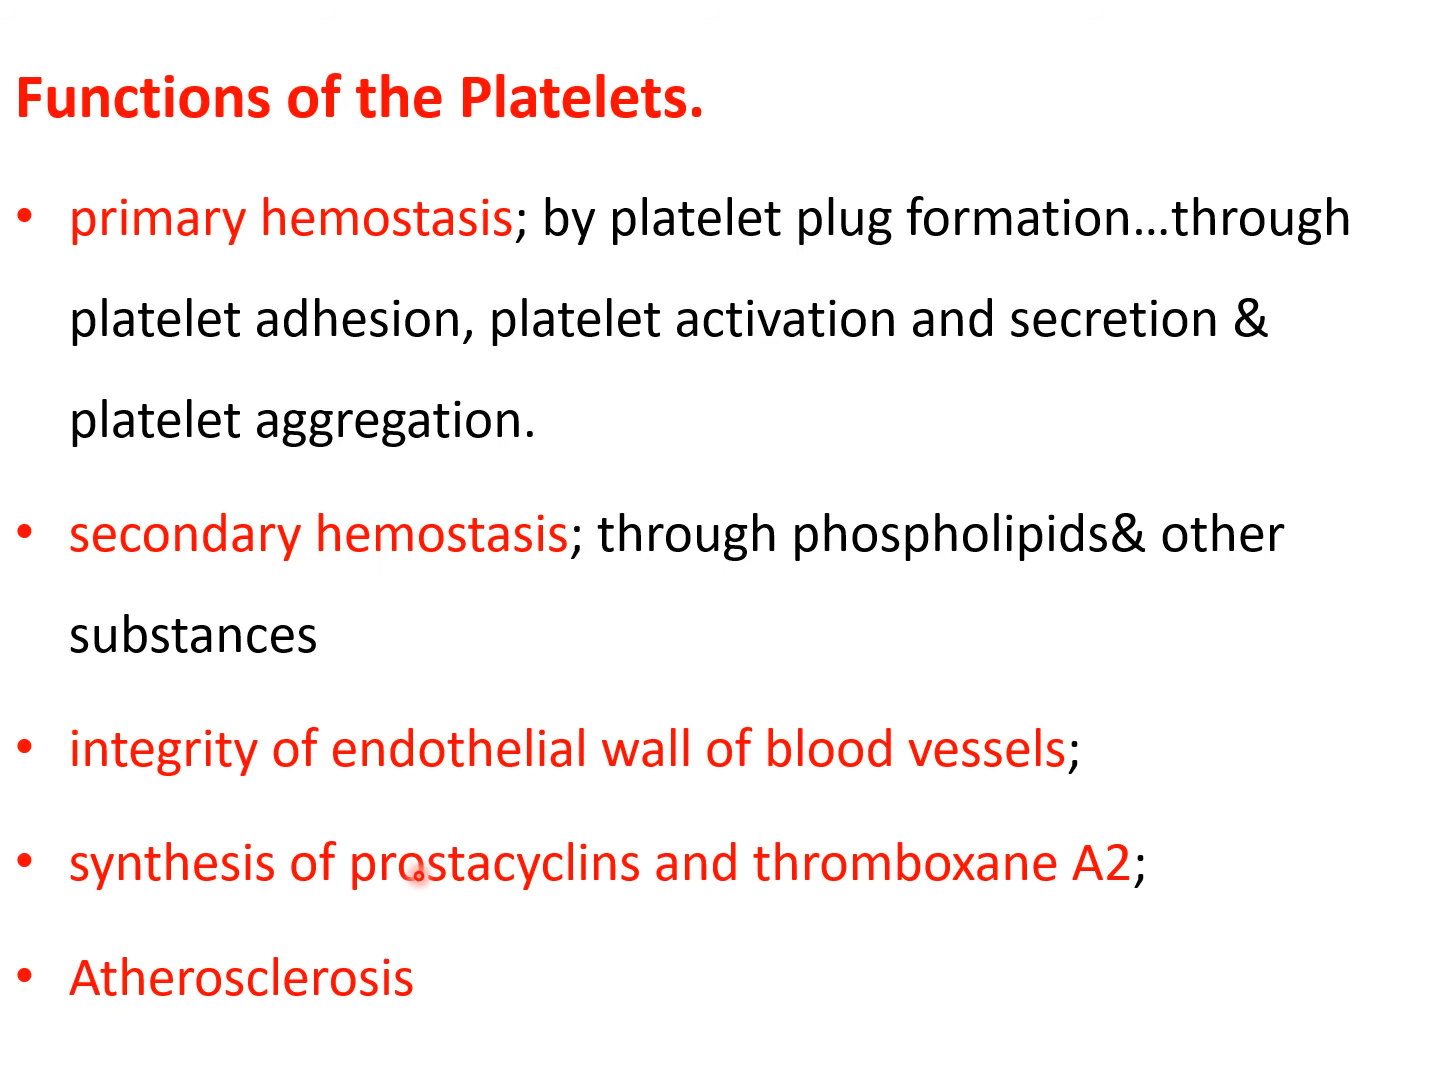 Functions of the Platelets.
• primary hemostasis; by platelet plug formation...through
platelet adhesion, platelet activation and secretion &
platelet aggregation.
• secondary hemostasis; through phospholipids& other
substances
• integrity of endothelial wall of blood vessels;
• synthesis of prostacyclins and thromboxane A2;
• Atherosclerosis